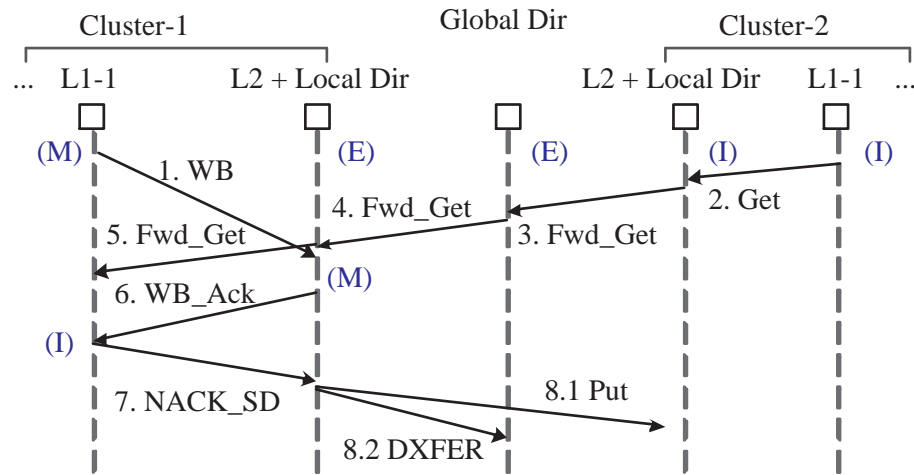 Cluster-1
Global Dir
Cluster-2
... L1-1
L2 + Local Dir
L2 + Local Dir
L1-1 ...
(M)
(E)
(E)
(I)
(I)
1. WB
2. Get
4. Fwd_Get
5. Fwd_Get
3. Fwd_Get
(M)
6. WB_Ack
(I)
7. NACK_SD
8.1 Put
8.2 DXFER